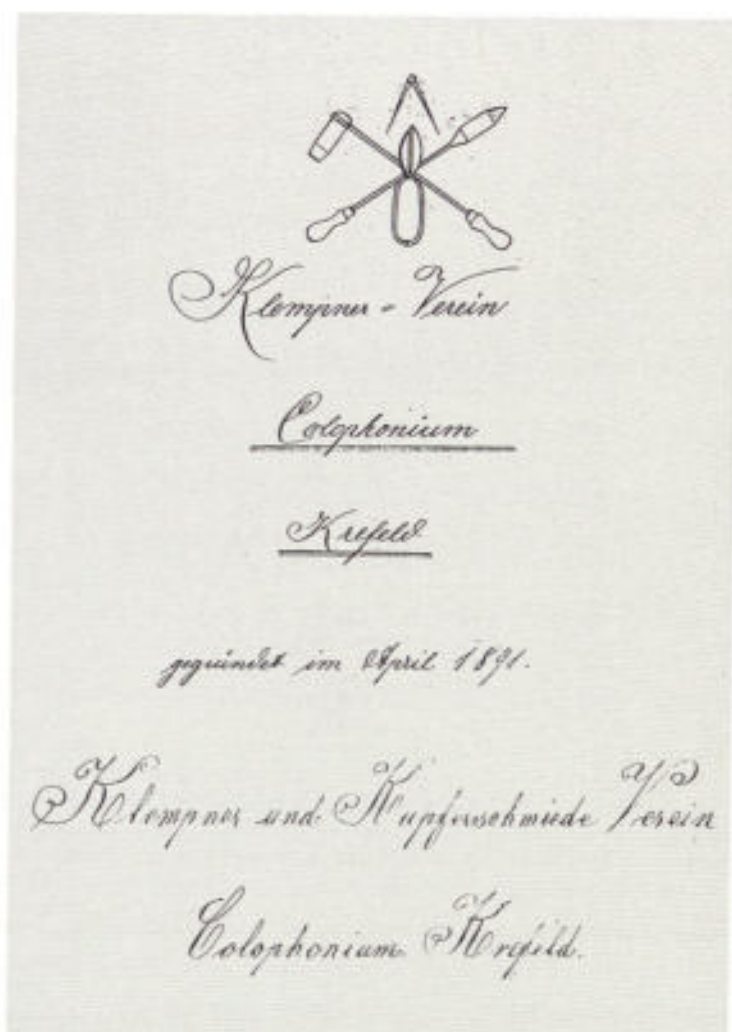 Klempner = Verein
Colophonium
Krefeld
gegründet im April 1891.
Klempner und Kupferschmiede Verein
Colophonium Krefeld.